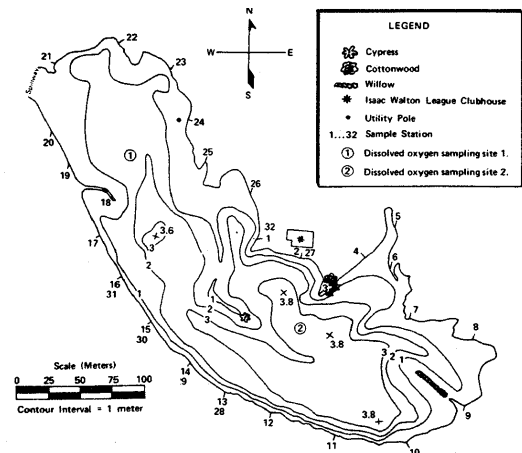 22
21
23
Spillway
N
W E
S
LEGEND
Cypress
Cottonwood
Willow
Isaac Walton League Clubhouse
Utility Pole
1...32 Sample Station
1 Dissolved oxygen sampling site 1.
2 Dissolved oxygen sampling site 2.
24
20
1
25
19
26
18
32
1
2 27
5
4
6
3.6
3
17
2
3
16
31
1
1
2
3
3.8
2
3.8
7
8
15
30
3 2 1
14
9
13
28
12
3.8
11
10
9
Scale (Meters)
0 25 50 75 100
Contour Interval = 1 meter